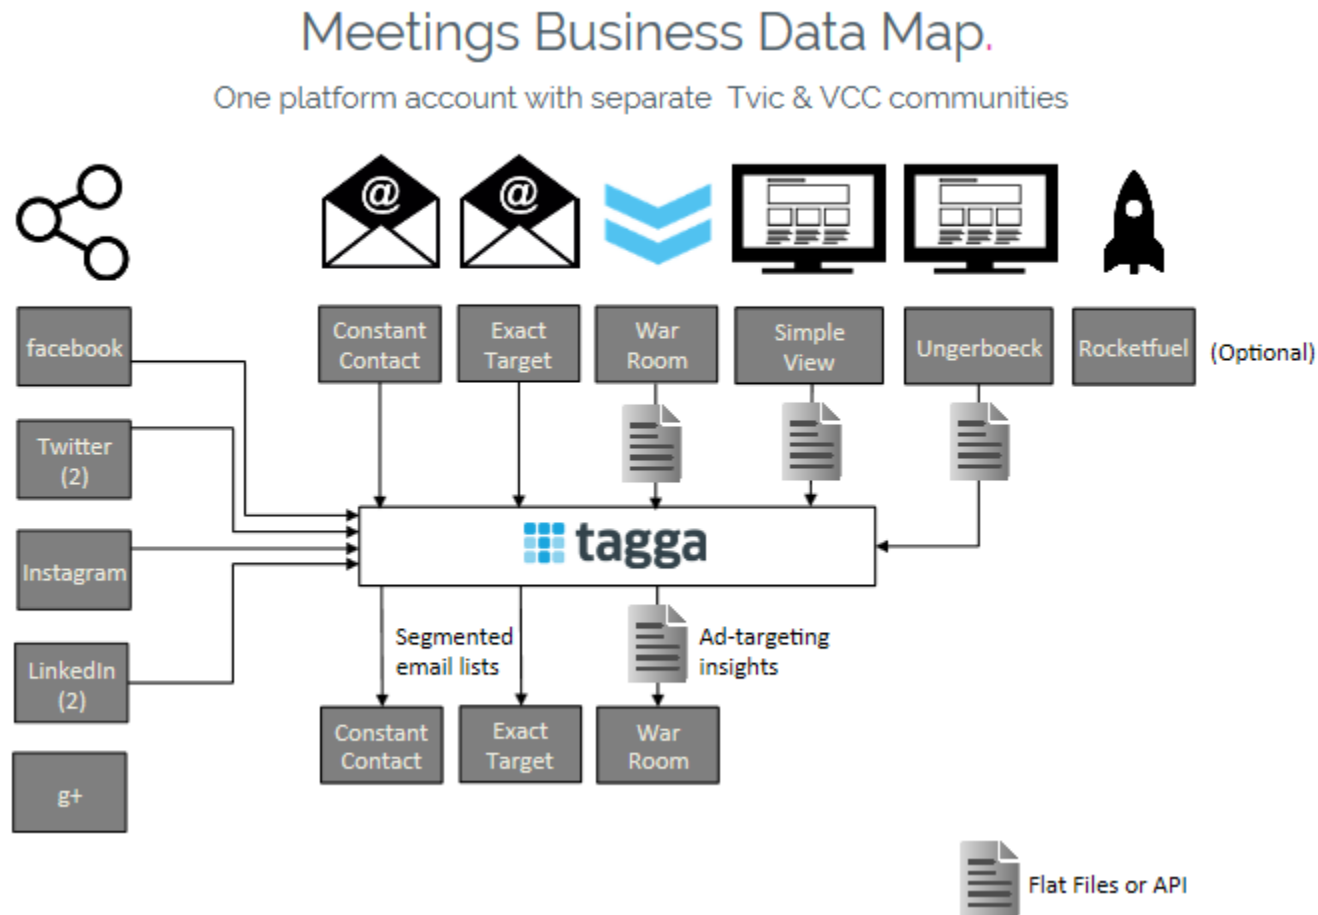 Meetings Business Data Map.
One platform account with separate Tvic & VCC communities
@
@
facebook
Constant
Contact
Exact
Target
War
Room
Simple
View
Ungerboeck
Rocketfuel
(Optional)
Twitter
(2)
Instagram
tagga
LinkedIn
(2)
Segmented
email lists
Ad-targeting
insights
Constant
Contact
Exact
Target
War
Room
g+
Flat Files or API